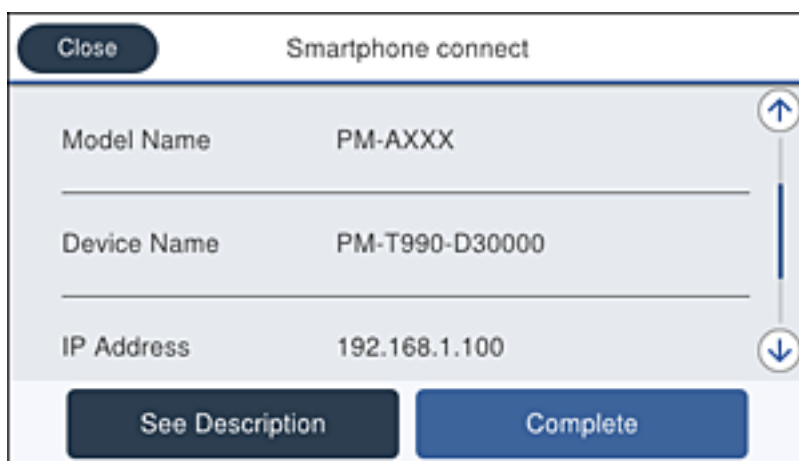 Close Smartphone connect
Model Name PM-AXXX
Device Name PM-T990-D30000
IP Address 192.168.1.100
See Description Complete